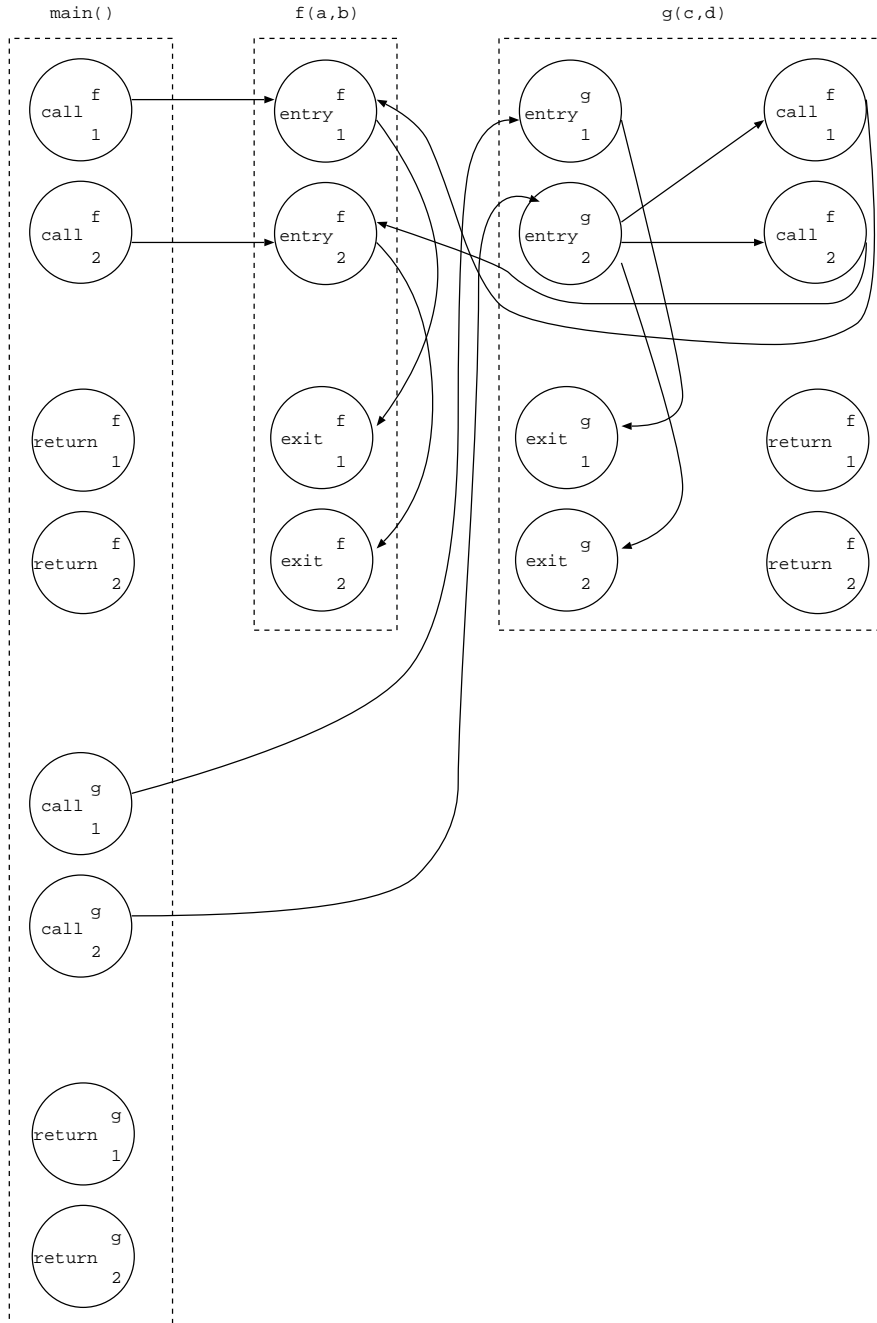 main()
f(a,b)
g(c,d)
call f 1
entry f 1
entry g 1
call f 1
call f 2
entry f 2
entry g 2
call f 2
return f 1
exit f 1
exit g 1
return f 1
return f 2
exit f 2
exit g 2
return f 2
call g 1
call g 2
return g 1
return g 2